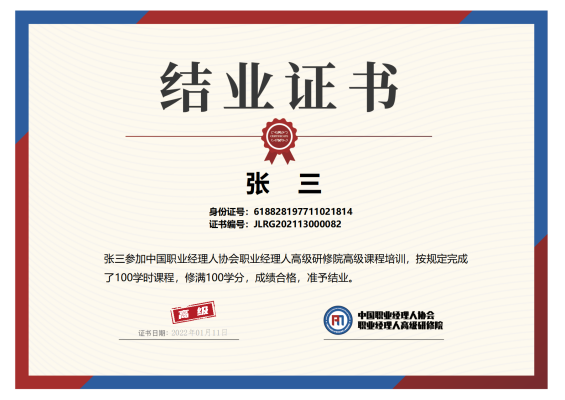 结业证书
张 三
身份证号：618828197711021814
证书编号：JLRG202113000082
张三参加中国职业经理人协会职业经理人高级研修院高级课程培训，按规定完成
了100学时课程，修满100学分，成绩合格，准予结业。
高级
证书日期：2022年01月11日
中国职业经理人协会
职业经理人高级研修院